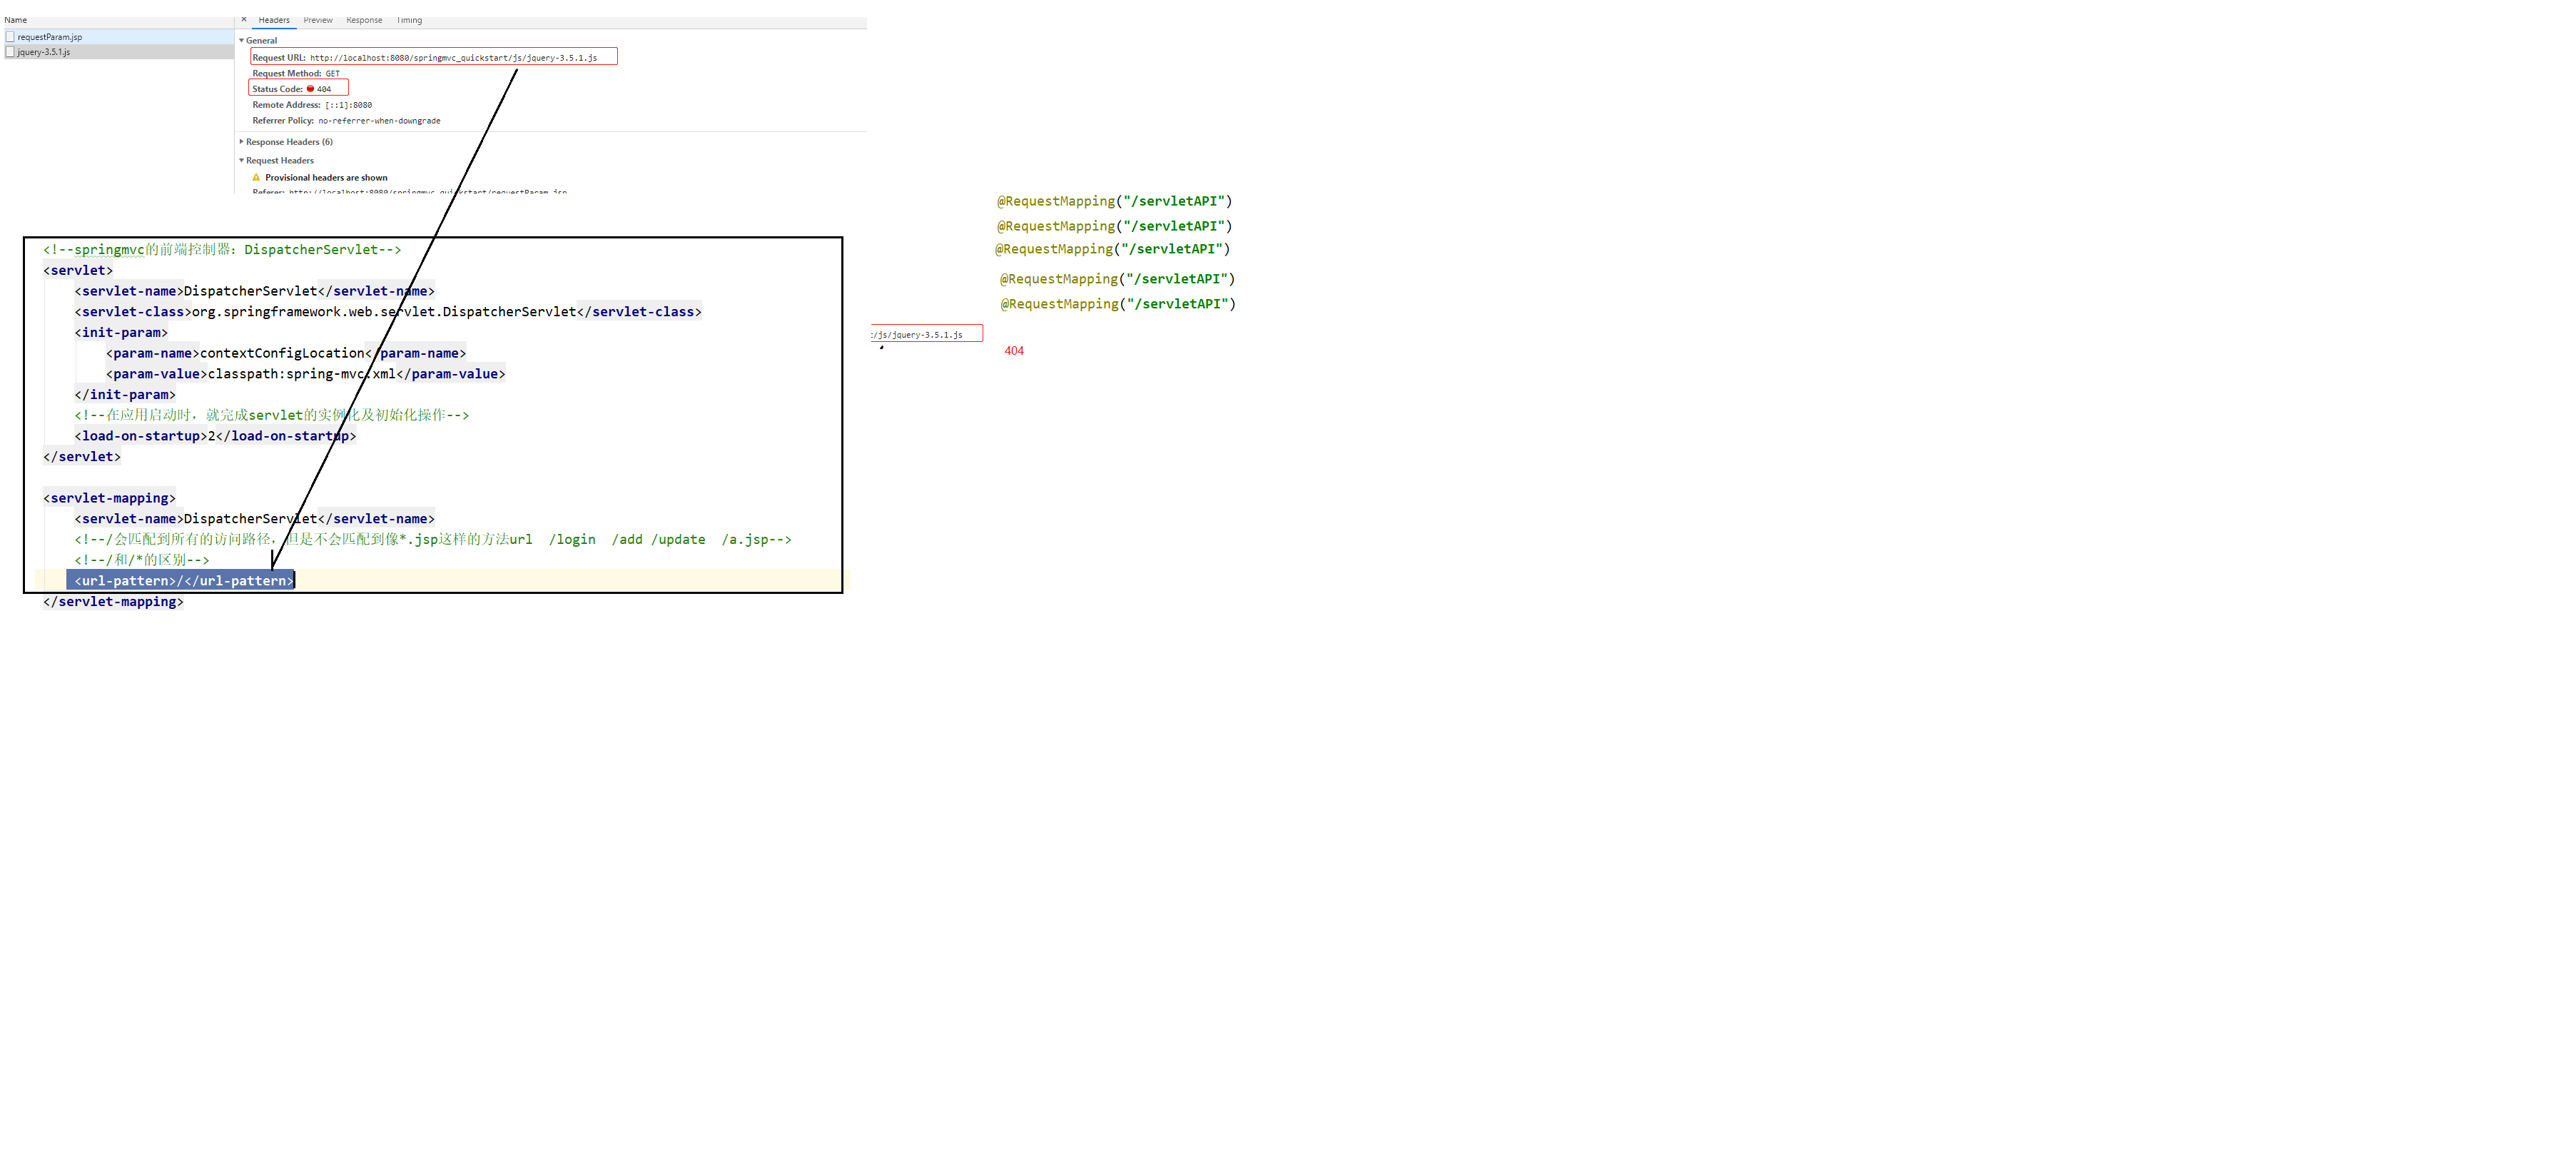 Name
requestParam.jsp
jquery-3.5.1.js
× Headers Preview Response Timing
General
Request URL: http://localhost:8080/springmvc_quickstart/js/jquery-3.5.1.js
Request Method: GET
Status Code: 404
Remote Address: [::1]:8080
Referrer Policy: no-referrer-when-downgrade
Response Headers (6)
Request Headers
Provisional headers are shown
Referer: http://localhost:8080/springmvc_quickstart/requestParam.jsp
<!--springmvc的前端控制器：DispatcherServlet-->
<servlet>
<servlet-name>DispatcherServlet</servlet-name>
<servlet-class>org.springframework.web.servlet.DispatcherServlet</servlet-class>
<init-param>
<param-name>contextConfigLocation</param-name>
<param-value>classpath:spring-mvc.xml</param-value>
</init-param>
<!--在应用启动时，就完成servlet的实例化及初始化操作-->
<load-on-startup>2</load-on-startup>
</servlet>
<servlet-mapping>
<servlet-name>DispatcherServlet</servlet-name>
<!--/会匹配到所有的访问路径，但是不会匹配到像*.jsp这样的方法url /login /add /update /a.jsp-->
<!--/和/*的区别-->
<url-pattern>/</url-pattern>
</servlet-mapping>
@RequestMapping("/servletAPI")
@RequestMapping("/servletAPI")
@RequestMapping("/servletAPI")
@RequestMapping("/servletAPI")
@RequestMapping("/servletAPI")
/js/jquery-3.5.1.js
404